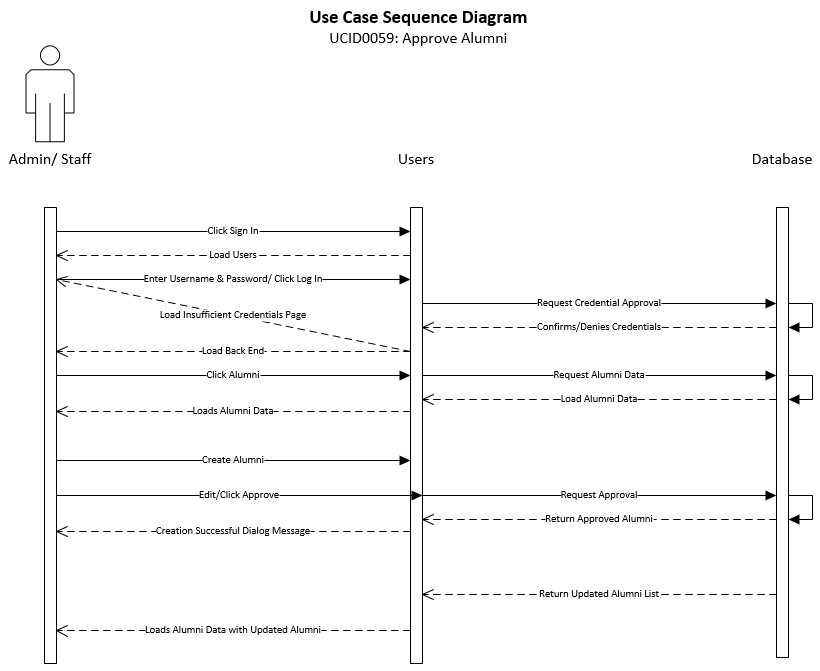 Use Case Sequence Diagram
UCID0059: Approve Alumni
Admin/ Staff
Users
Database
Click Sign In
Load Users
Enter Username & Password/ Click Log In
Request Credential Approval
Load Insufficient Credentials Page
Confirms/Denies Credentials
Load Back End
Click Alumni
Request Alumni Data
Load Alumni Data
Loads Alumni Data
Create Alumni
Edit/Click Approve
Request Approval
Return Approved Alumni
Creation Successful Dialog Message
Return Updated Alumni List
Loads Alumni Data with Updated Alumni